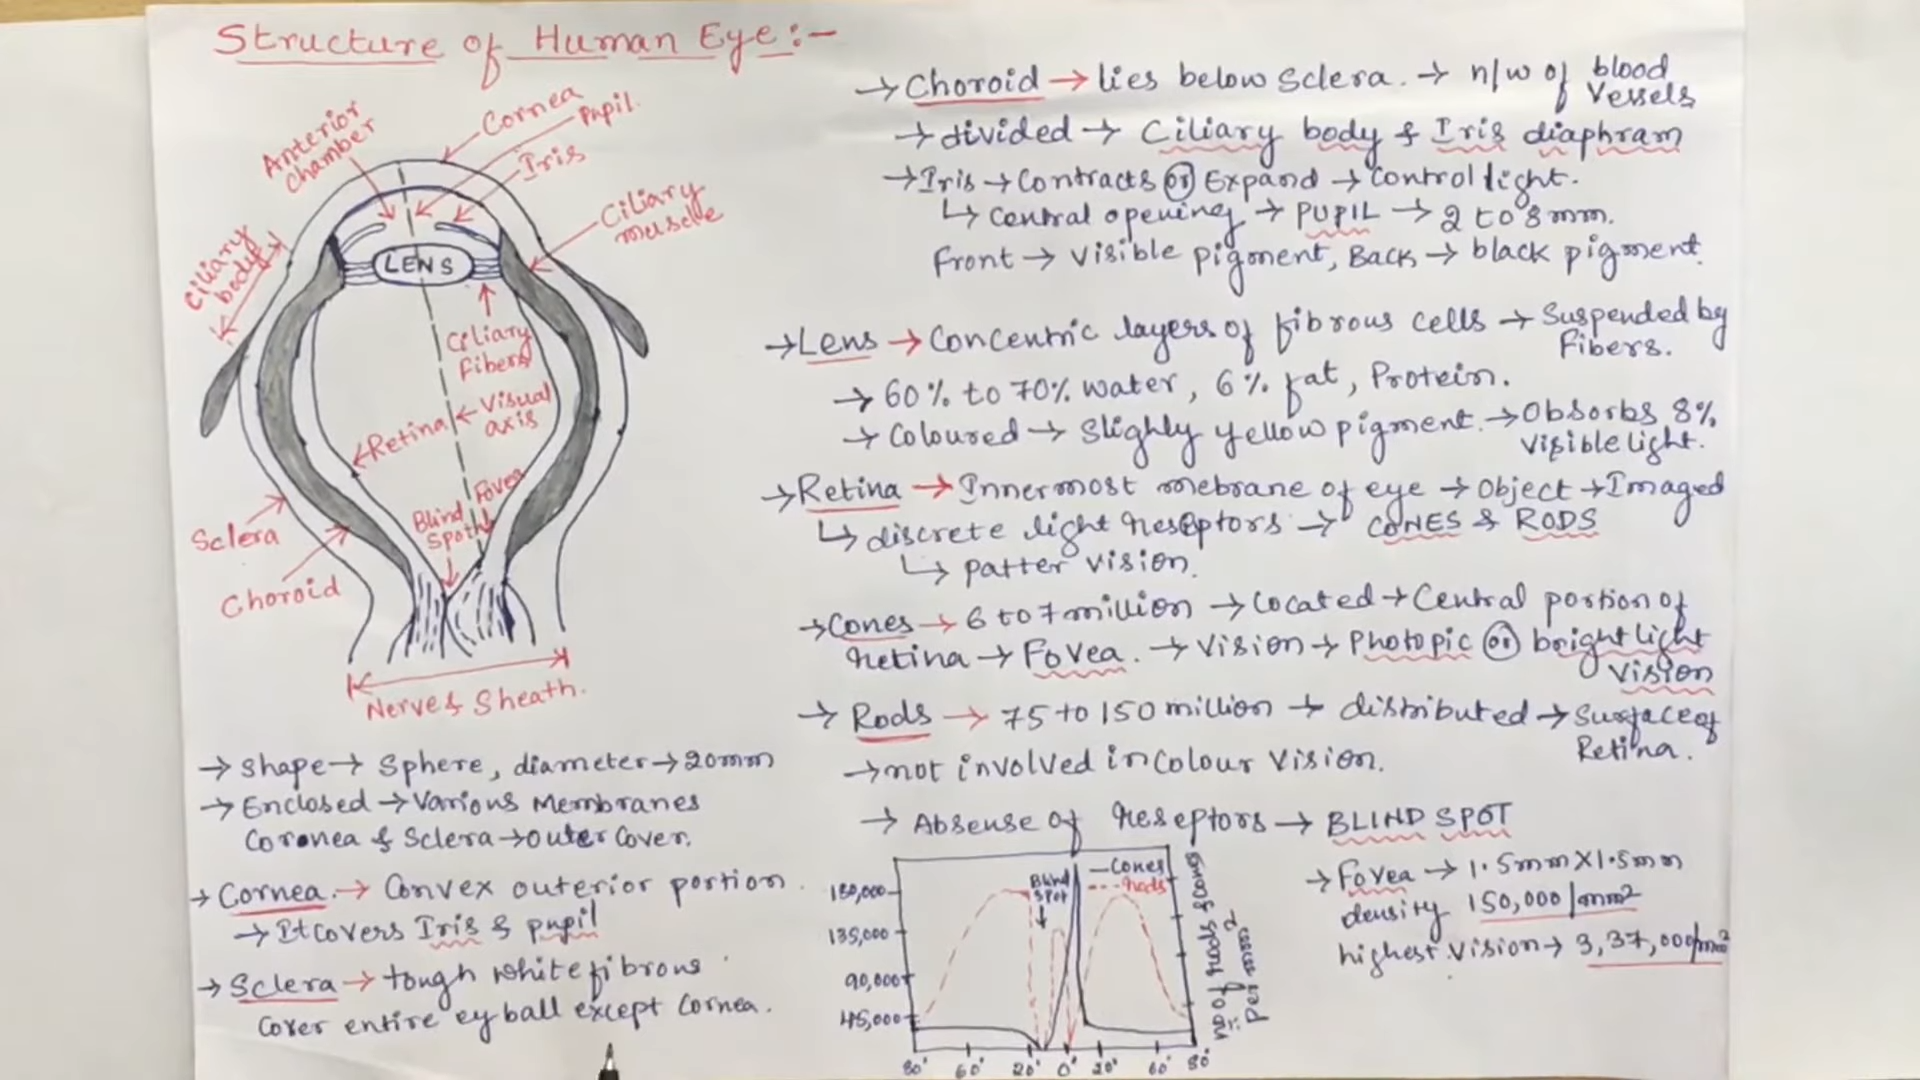 Structure of Human Eye:-
Anterior chamber
Cornea
Pupil.
Iris
Ciliary muscle
Ciliary body
LENS
Ciliary Fibers
Visual axis
Retina
Fovea
Blind Spot
Sclera
Choroid
Nerve & Sheath.
→ Shape → Sphere, diameter → 20mm
→ Enclosed → Various Membranes
Coronea & Sclera → outer cover.
→ Cornea. → Convex outerior portion.
→ It covers Iris & pupil
→ Sclera → tough white fibrous
Cover entire ey ball except Cornea.
→ Choroid → lies below Sclera. → n/w of blood Vessels
→ divided → Ciliary body & Iris diaphram
→ Iris → Contracts or Expand → Control light.
↳ Central opening → PUPIL → 2 to 8mm.
Front → Visible pigment, Back → black pigment.
→ Lens → Concentric layers of fibrous cells → Suspended by Fibers.
→ 60% to 70% water, 6% fat, Protein.
→ Coloured → Slighly yellow pigment. → Obsorbs 8% visible light.
→ Retina → Innermost mebrane of eye → Object → Imaged
↳ discrete light reseptors → CONES & RODS
↳ patter vision.
→ Cones → 6 to 7 million → located → Central portion of
retina → Fovea. → Vision → Photopic or bright light Vision
→ Rods → 75 to 150 million → distributed → Surface of Retina.
→ not involved in Colour Vision.
→ Absense of reseptors → BLIND SPOT
→ Fovea → 1.5mm X 1.5mm
density 150,000/mm²
highest vision → 3,37,000/mm²
Blind Spot
Cones
rods
180,000
135,000
90,000
45,000
80° 60° 20° 0° 20° 60° 80°
no of rods & cones
per mm²